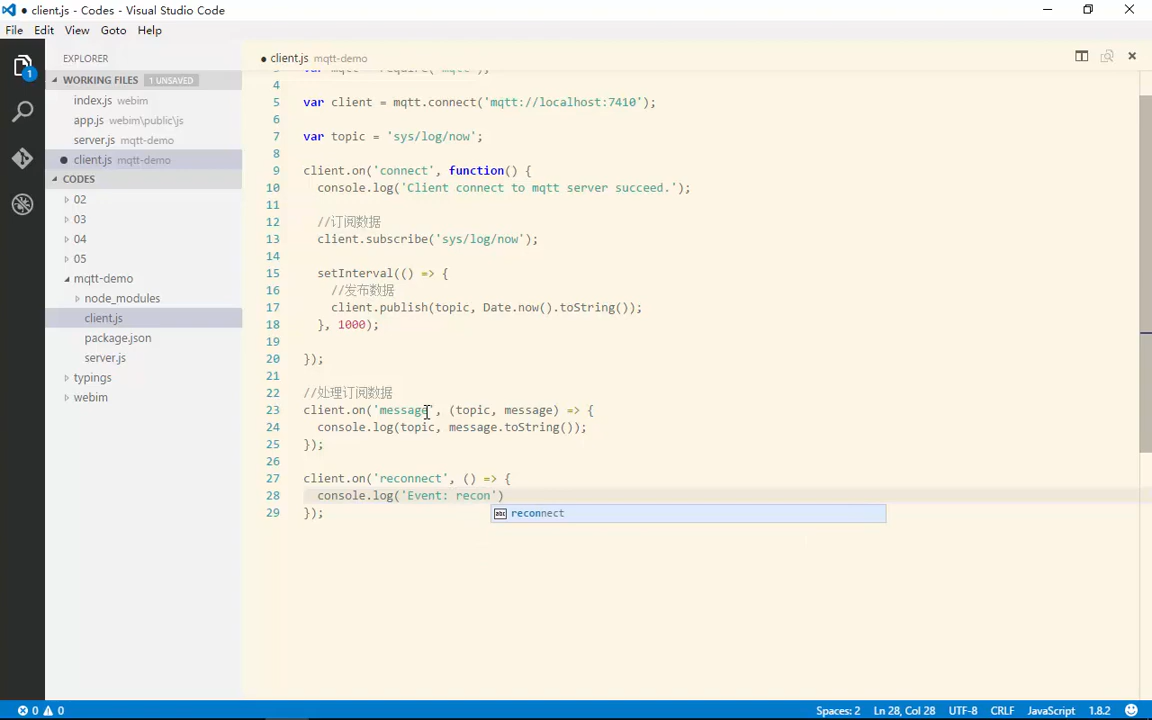 ● client.js - Codes - Visual Studio Code
File Edit View Goto Help
EXPLORER
WORKING FILES 1 UNSAVED
index.js webim
app.js webim\public\js
server.js mqtt-demo
client.js mqtt-demo
CODES
02
03
04
05
mqtt-demo
node_modules
client.js
package.json
server.js
typings
webim
● client.js mqtt-demo
4
5 var client = mqtt.connect('mqtt://localhost:7410');
6
7 var topic = 'sys/log/now';
8
9 client.on('connect', function() {
10 console.log('Client connect to mqtt server succeed.');
11
12 //订阅数据
13 client.subscribe('sys/log/now');
14
15 setInterval(() => {
16 //发布数据
17 client.publish(topic, Date.now().toString());
18 }, 1000);
19
20 });
21
22 //处理订阅数据
23 client.on('message', (topic, message) => {
24 console.log(topic, message.toString());
25 });
26
27 client.on('reconnect', () => {
28 console.log('Event: recon')
29 });
abc reconnect
0 0
Spaces: 2 Ln 28, Col 28 UTF-8 CRLF JavaScript 1.8.2
1